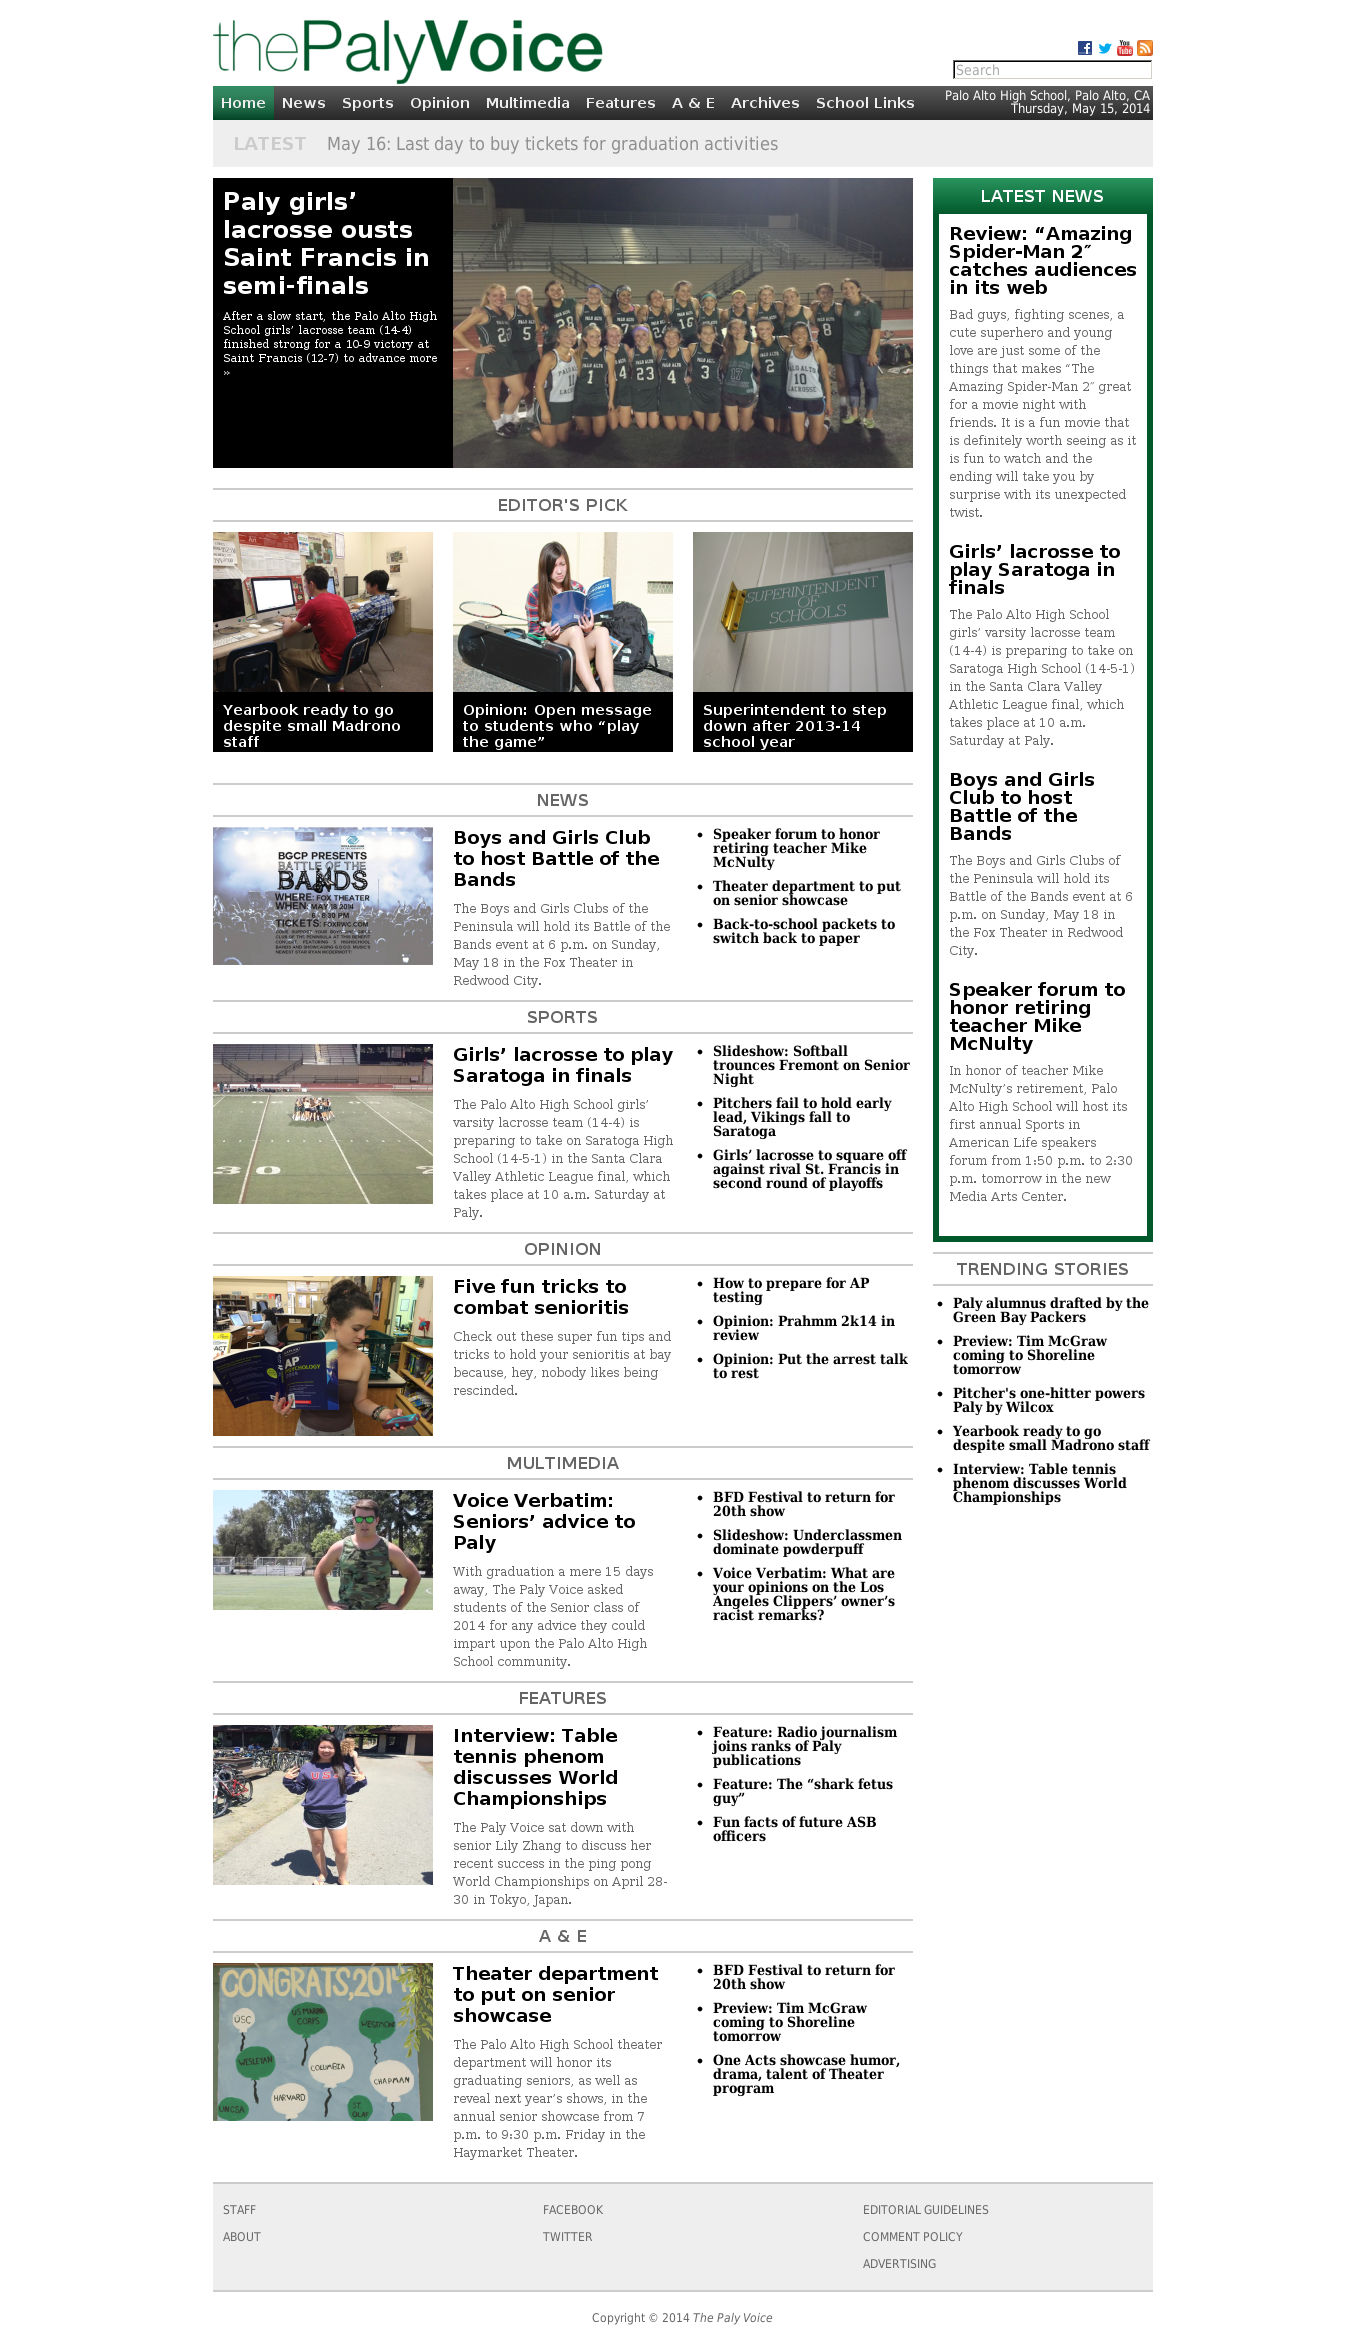 thePalyVoice
Search
Home News Sports Opinion Multimedia Features A & E Archives School Links
Palo Alto High School, Palo Alto, CA
Thursday, May 15, 2014
LATEST May 16: Last day to buy tickets for graduation activities
Paly girls’
lacrosse ousts
Saint Francis in
semi-finals
After a slow start, the Palo Alto High
School girls’ lacrosse team (14-4)
finished strong for a 10-9 victory at
Saint Francis (12-7) to advance more
»
EDITOR'S PICK
SUPERINTENDENT
OF
SCHOOLS
Yearbook ready to go
despite small Madrono
staff
Opinion: Open message
to students who “play
the game”
Superintendent to step
down after 2013-14
school year
NEWS
BGCP PRESENTS
BATTLE OF THE
BANDS
WHERE: FOX THEATER
WHEN: MAY 18 2014
6 - 8:30 PM
TICKETS: FOXRWC.COM
Boys and Girls Club
to host Battle of the
Bands
The Boys and Girls Clubs of the
Peninsula will hold its Battle of the
Bands event at 6 p.m. on Sunday,
May 18 in the Fox Theater in
Redwood City.
Speaker forum to honor
retiring teacher Mike
McNulty
Theater department to put
on senior showcase
Back-to-school packets to
switch back to paper
SPORTS
3 0
Girls’ lacrosse to play
Saratoga in finals
The Palo Alto High School girls’
varsity lacrosse team (14-4) is
preparing to take on Saratoga High
School (14-5-1) in the Santa Clara
Valley Athletic League final, which
takes place at 10 a.m. Saturday at
Paly.
Slideshow: Softball
trounces Fremont on Senior
Night
Pitchers fail to hold early
lead, Vikings fall to
Saratoga
Girls’ lacrosse to square off
against rival St. Francis in
second round of playoffs
OPINION
AP
PSYCHOLOGY
Five fun tricks to
combat senioritis
Check out these super fun tips and
tricks to hold your senioritis at bay
because, hey, nobody likes being
rescinded.
How to prepare for AP
testing
Opinion: Prahmm 2k14 in
review
Opinion: Put the arrest talk
to rest
MULTIMEDIA
Voice Verbatim:
Seniors’ advice to
Paly
With graduation a mere 15 days
away, The Paly Voice asked
students of the Senior class of
2014 for any advice they could
impart upon the Palo Alto High
School community.
BFD Festival to return for
20th show
Slideshow: Underclassmen
dominate powderpuff
Voice Verbatim: What are
your opinions on the Los
Angeles Clippers’ owner’s
racist remarks?
FEATURES
Interview: Table
tennis phenom
discusses World
Championships
The Paly Voice sat down with
senior Lily Zhang to discuss her
recent success in the ping pong
World Championships on April 28-
30 in Tokyo, Japan.
Feature: Radio journalism
joins ranks of Paly
publications
Feature: The “shark fetus
guy”
Fun facts of future ASB
officers
A & E
CONGRATS, 2014
USC
US MARINE
CORPS
WESTMONT
WESLEYAN
COLUMBIA
CHAPMAN
HARVARD
ST. OLAF
UNCSA
Theater department
to put on senior
showcase
The Palo Alto High School theater
department will honor its
graduating seniors, as well as
reveal next year’s shows, in the
annual senior showcase from 7
p.m. to 9:30 p.m. Friday in the
Haymarket Theater.
BFD Festival to return for
20th show
Preview: Tim McGraw
coming to Shoreline
tomorrow
One Acts showcase humor,
drama, talent of Theater
program
LATEST NEWS
Review: “Amazing
Spider-Man 2″
catches audiences
in its web
Bad guys, fighting scenes, a
cute superhero and young
love are just some of the
things that makes “The
Amazing Spider-Man 2″ great
for a movie night with
friends. It is a fun movie that
is definitely worth seeing as it
is fun to watch and the
ending will take you by
surprise with its unexpected
twist.
Girls’ lacrosse to
play Saratoga in
finals
The Palo Alto High School
girls’ varsity lacrosse team
(14-4) is preparing to take on
Saratoga High School (14-5-1)
in the Santa Clara Valley
Athletic League final, which
takes place at 10 a.m.
Saturday at Paly.
Boys and Girls
Club to host
Battle of the
Bands
The Boys and Girls Clubs of
the Peninsula will hold its
Battle of the Bands event at 6
p.m. on Sunday, May 18 in
the Fox Theater in Redwood
City.
Speaker forum to
honor retiring
teacher Mike
McNulty
In honor of teacher Mike
McNulty’s retirement, Palo
Alto High School will host its
first annual Sports in
American Life speakers
forum from 1:50 p.m. to 2:30
p.m. tomorrow in the new
Media Arts Center.
TRENDING STORIES
Paly alumnus drafted by the
Green Bay Packers
Preview: Tim McGraw
coming to Shoreline
tomorrow
Pitcher's one-hitter powers
Paly by Wilcox
Yearbook ready to go
despite small Madrono staff
Interview: Table tennis
phenom discusses World
Championships
STAFF
ABOUT
FACEBOOK
TWITTER
EDITORIAL GUIDELINES
COMMENT POLICY
ADVERTISING
Copyright © 2014 The Paly Voice